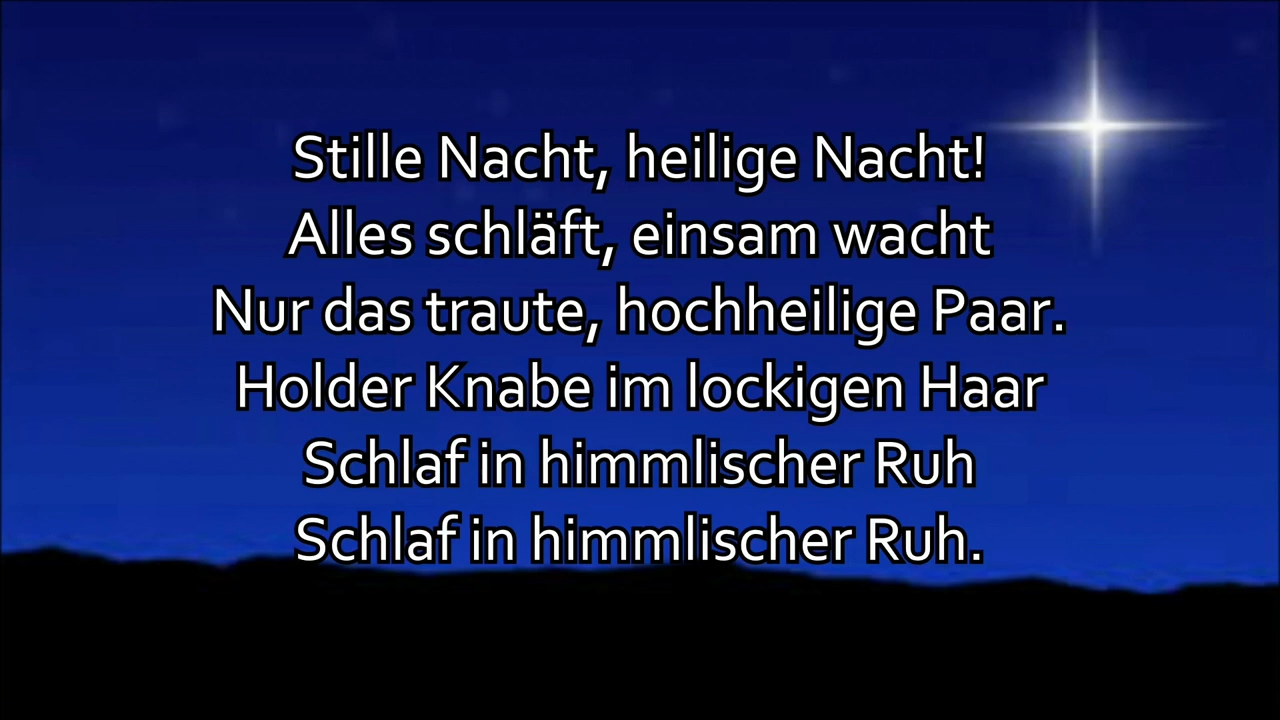 Stille Nacht, heilige Nacht!
Alles schläft, einsam wacht
Nur das traute, hochheilige Paar.
Holder Knabe im lockigen Haar
Schlaf in himmlischer Ruh
Schlaf in himmlischer Ruh.